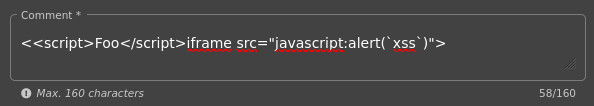 Comment *
<<script>Foo</script>iframe src="javascript:alert(`xss`)">
Max. 160 characters
58/160